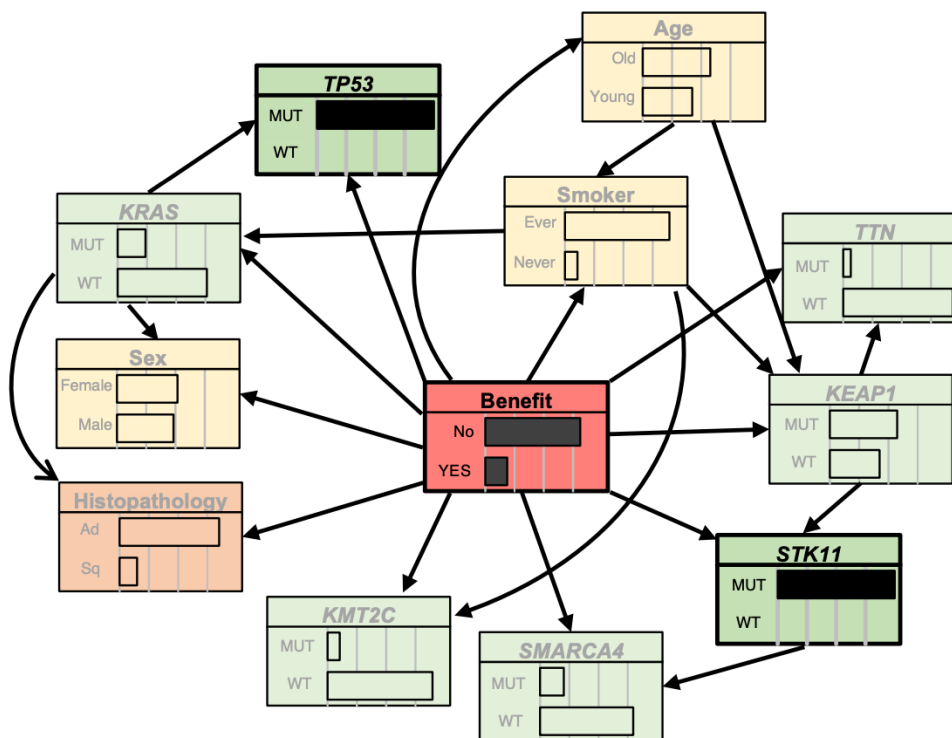 Age
Old
Young
TP53
MUT
WT
Smoker
Ever
Never
KRAS
MUT
WT
TTN
MUT
WT
Sex
Female
Male
Benefit
No
YES
KEAP1
MUT
WT
Histopathology
Ad
Sq
STK11
MUT
WT
KMT2C
MUT
WT
SMARCA4
MUT
WT